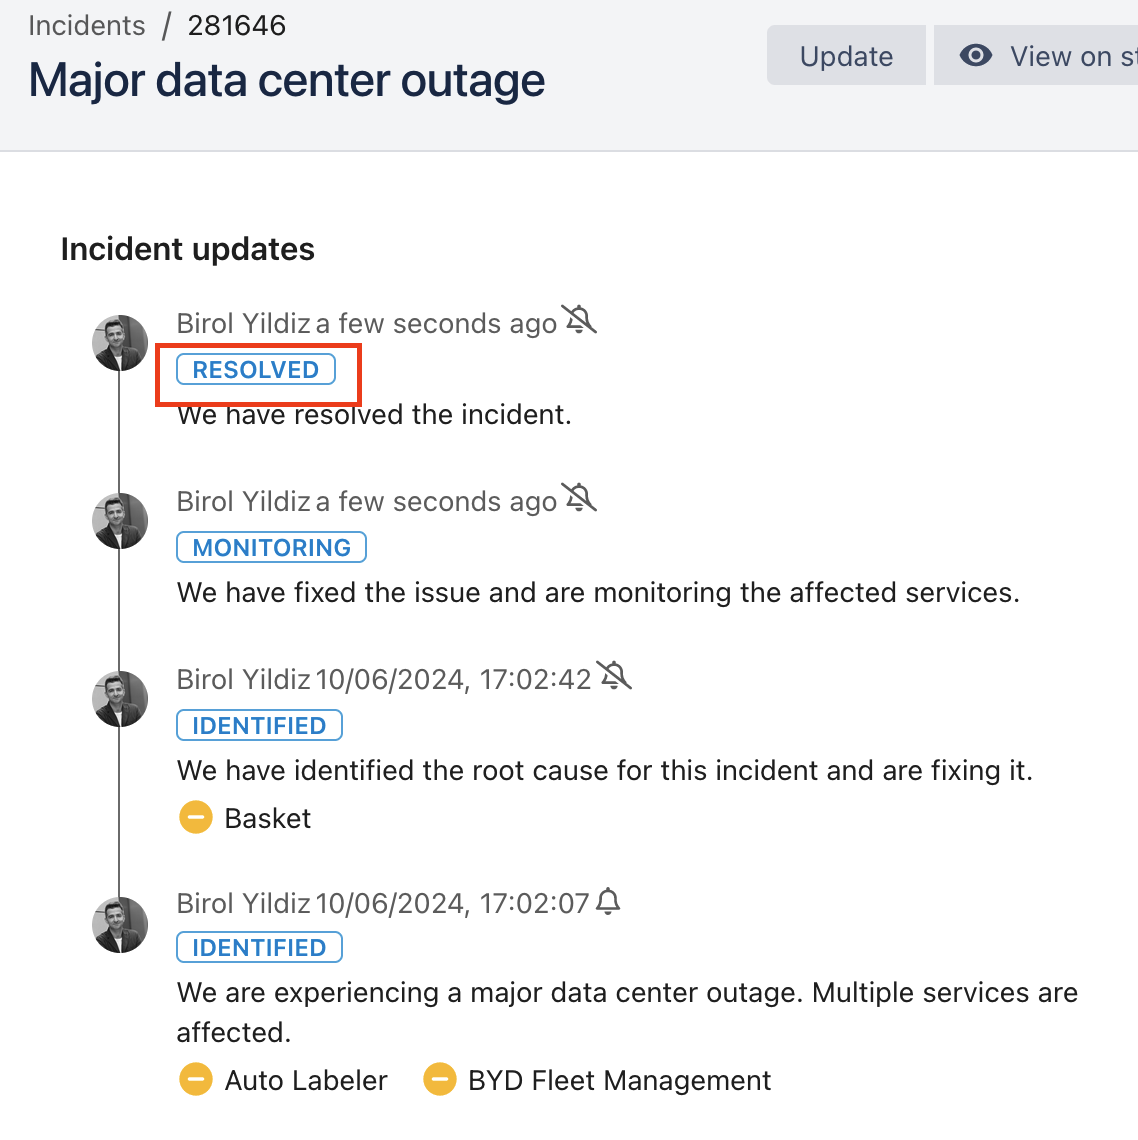 Incidents / 281646
Major data center outage
Update
View on st
Incident updates
Birol Yildiz a few seconds ago
RESOLVED
We have resolved the incident.
Birol Yildiz a few seconds ago
MONITORING
We have fixed the issue and are monitoring the affected services.
Birol Yildiz 10/06/2024, 17:02:42
IDENTIFIED
We have identified the root cause for this incident and are fixing it.
Basket
Birol Yildiz 10/06/2024, 17:02:07
IDENTIFIED
We are experiencing a major data center outage. Multiple services are
affected.
Auto Labeler BYD Fleet Management